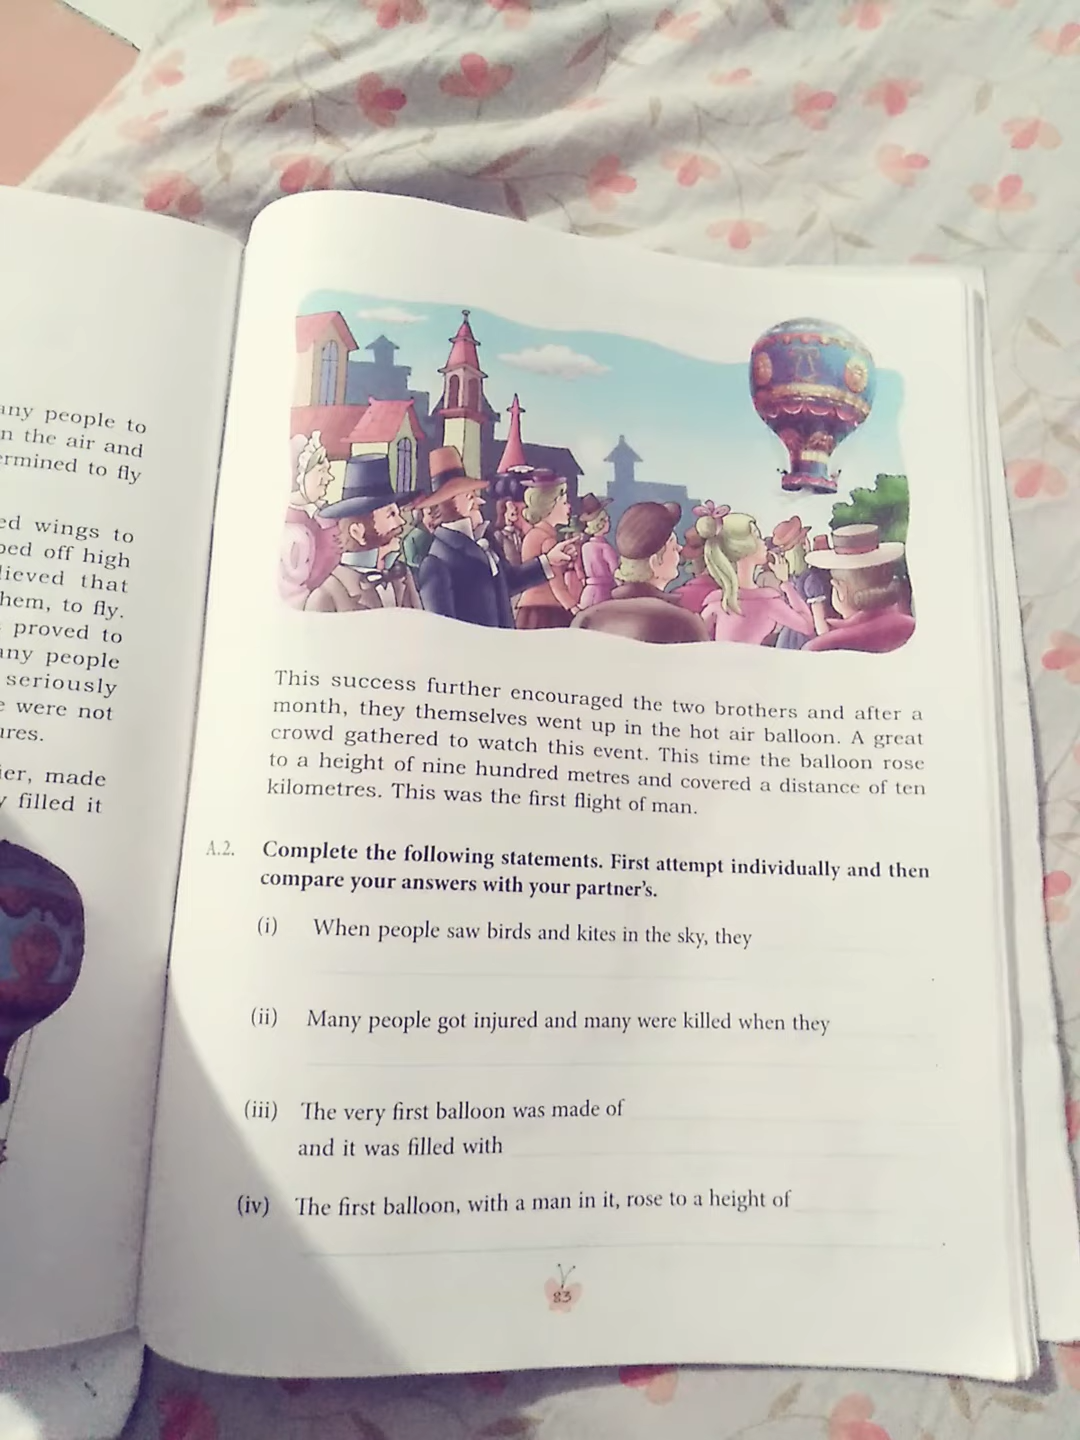 any people to
n the air and
ermined to fly
ed wings to
ped off high
lieved that
hem, to fly.
proved to
any people
seriously
e were not
ures.
ier, made
y filled it
This success further encouraged the two brothers and after a
month, they themselves went up in the hot air balloon. A great
crowd gathered to watch this event. This time the balloon rose
to a height of nine hundred metres and covered a distance of ten
kilometres. This was the first flight of man.
A.2. Complete the following statements. First attempt individually and then
compare your answers with your partner's.
(i) When people saw birds and kites in the sky, they
(ii) Many people got injured and many were killed when they
(iii) The very first balloon was made of
and it was filled with
(iv) The first balloon, with a man in it, rose to a height of
83